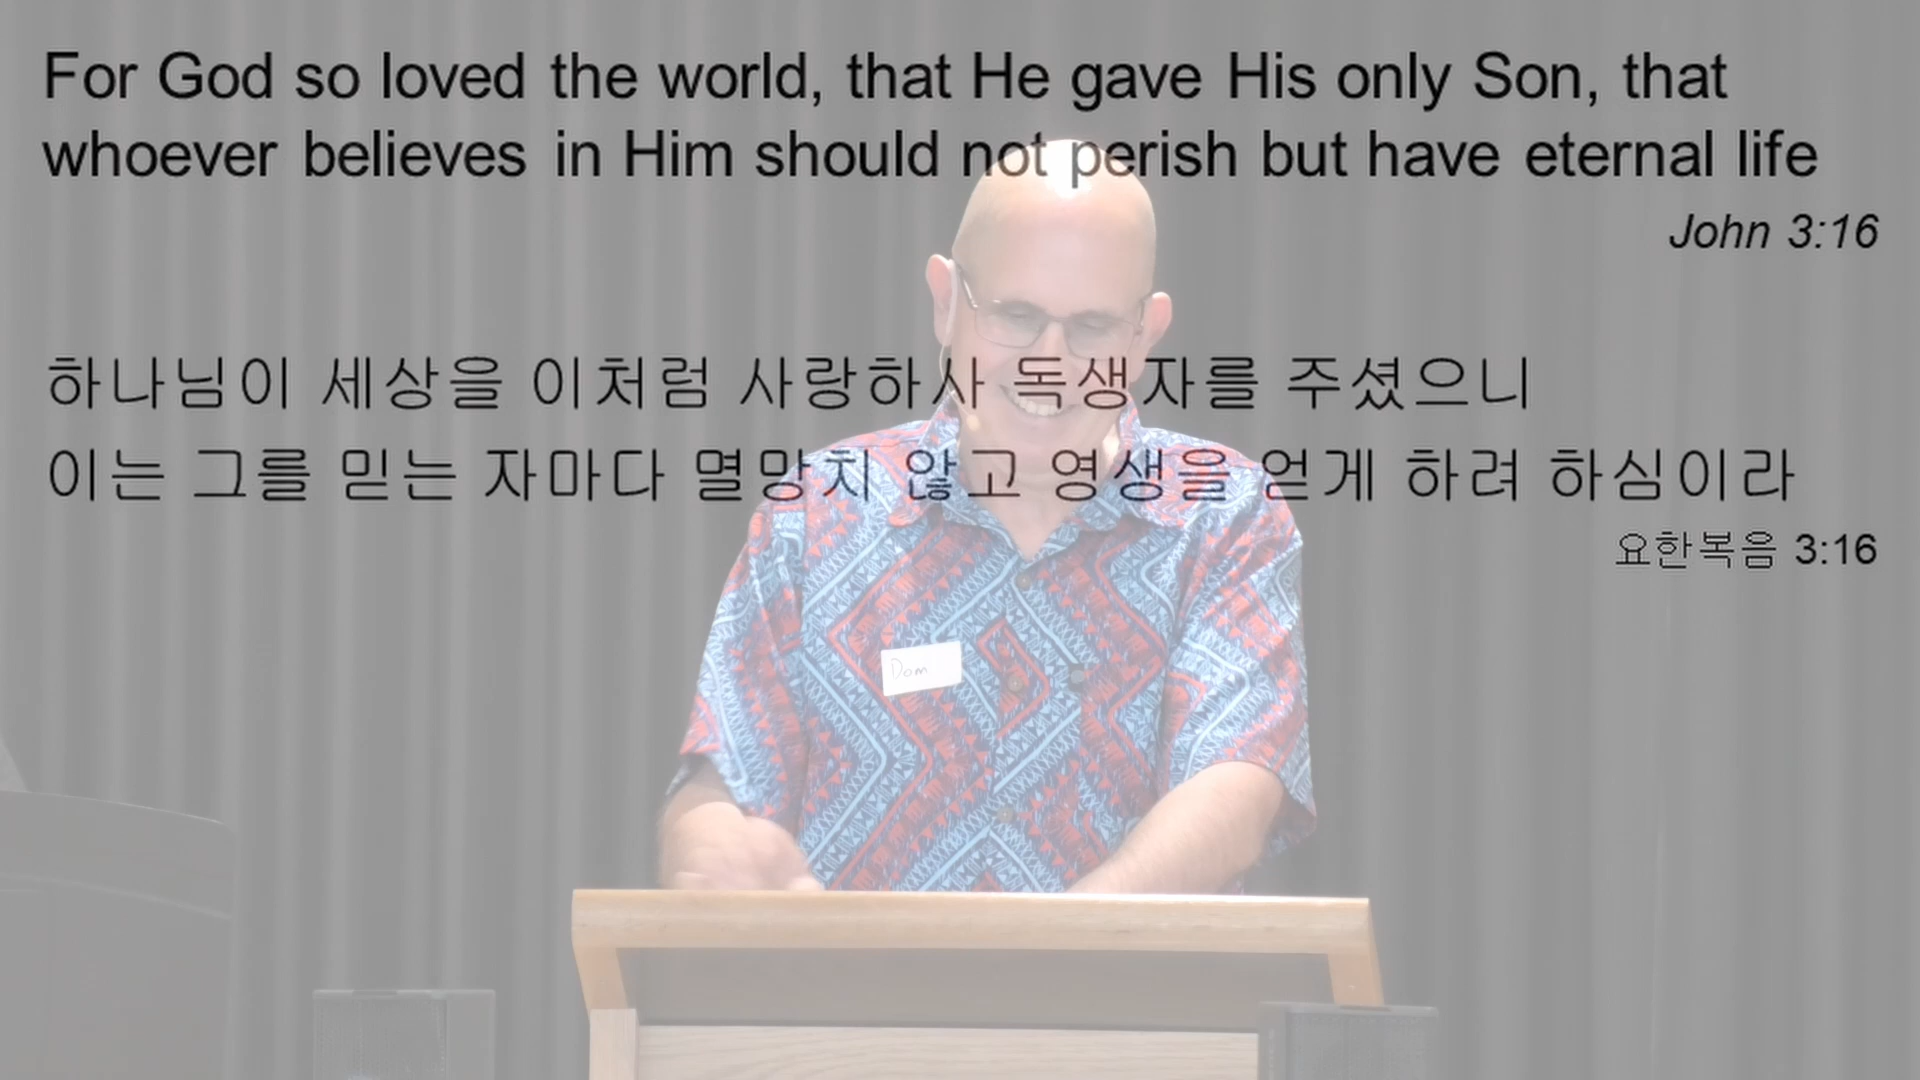 For God so loved the world, that He gave His only Son, that
whoever believes in Him should not perish but have eternal life
John 3:16
하나님이 세상을 이처럼 사랑하사 독생자를 주셨으니
이는 그를 믿는 자마다 멸망치 않고 영생을 얻게 하려 하심이라
요한복음 3:16
Dom